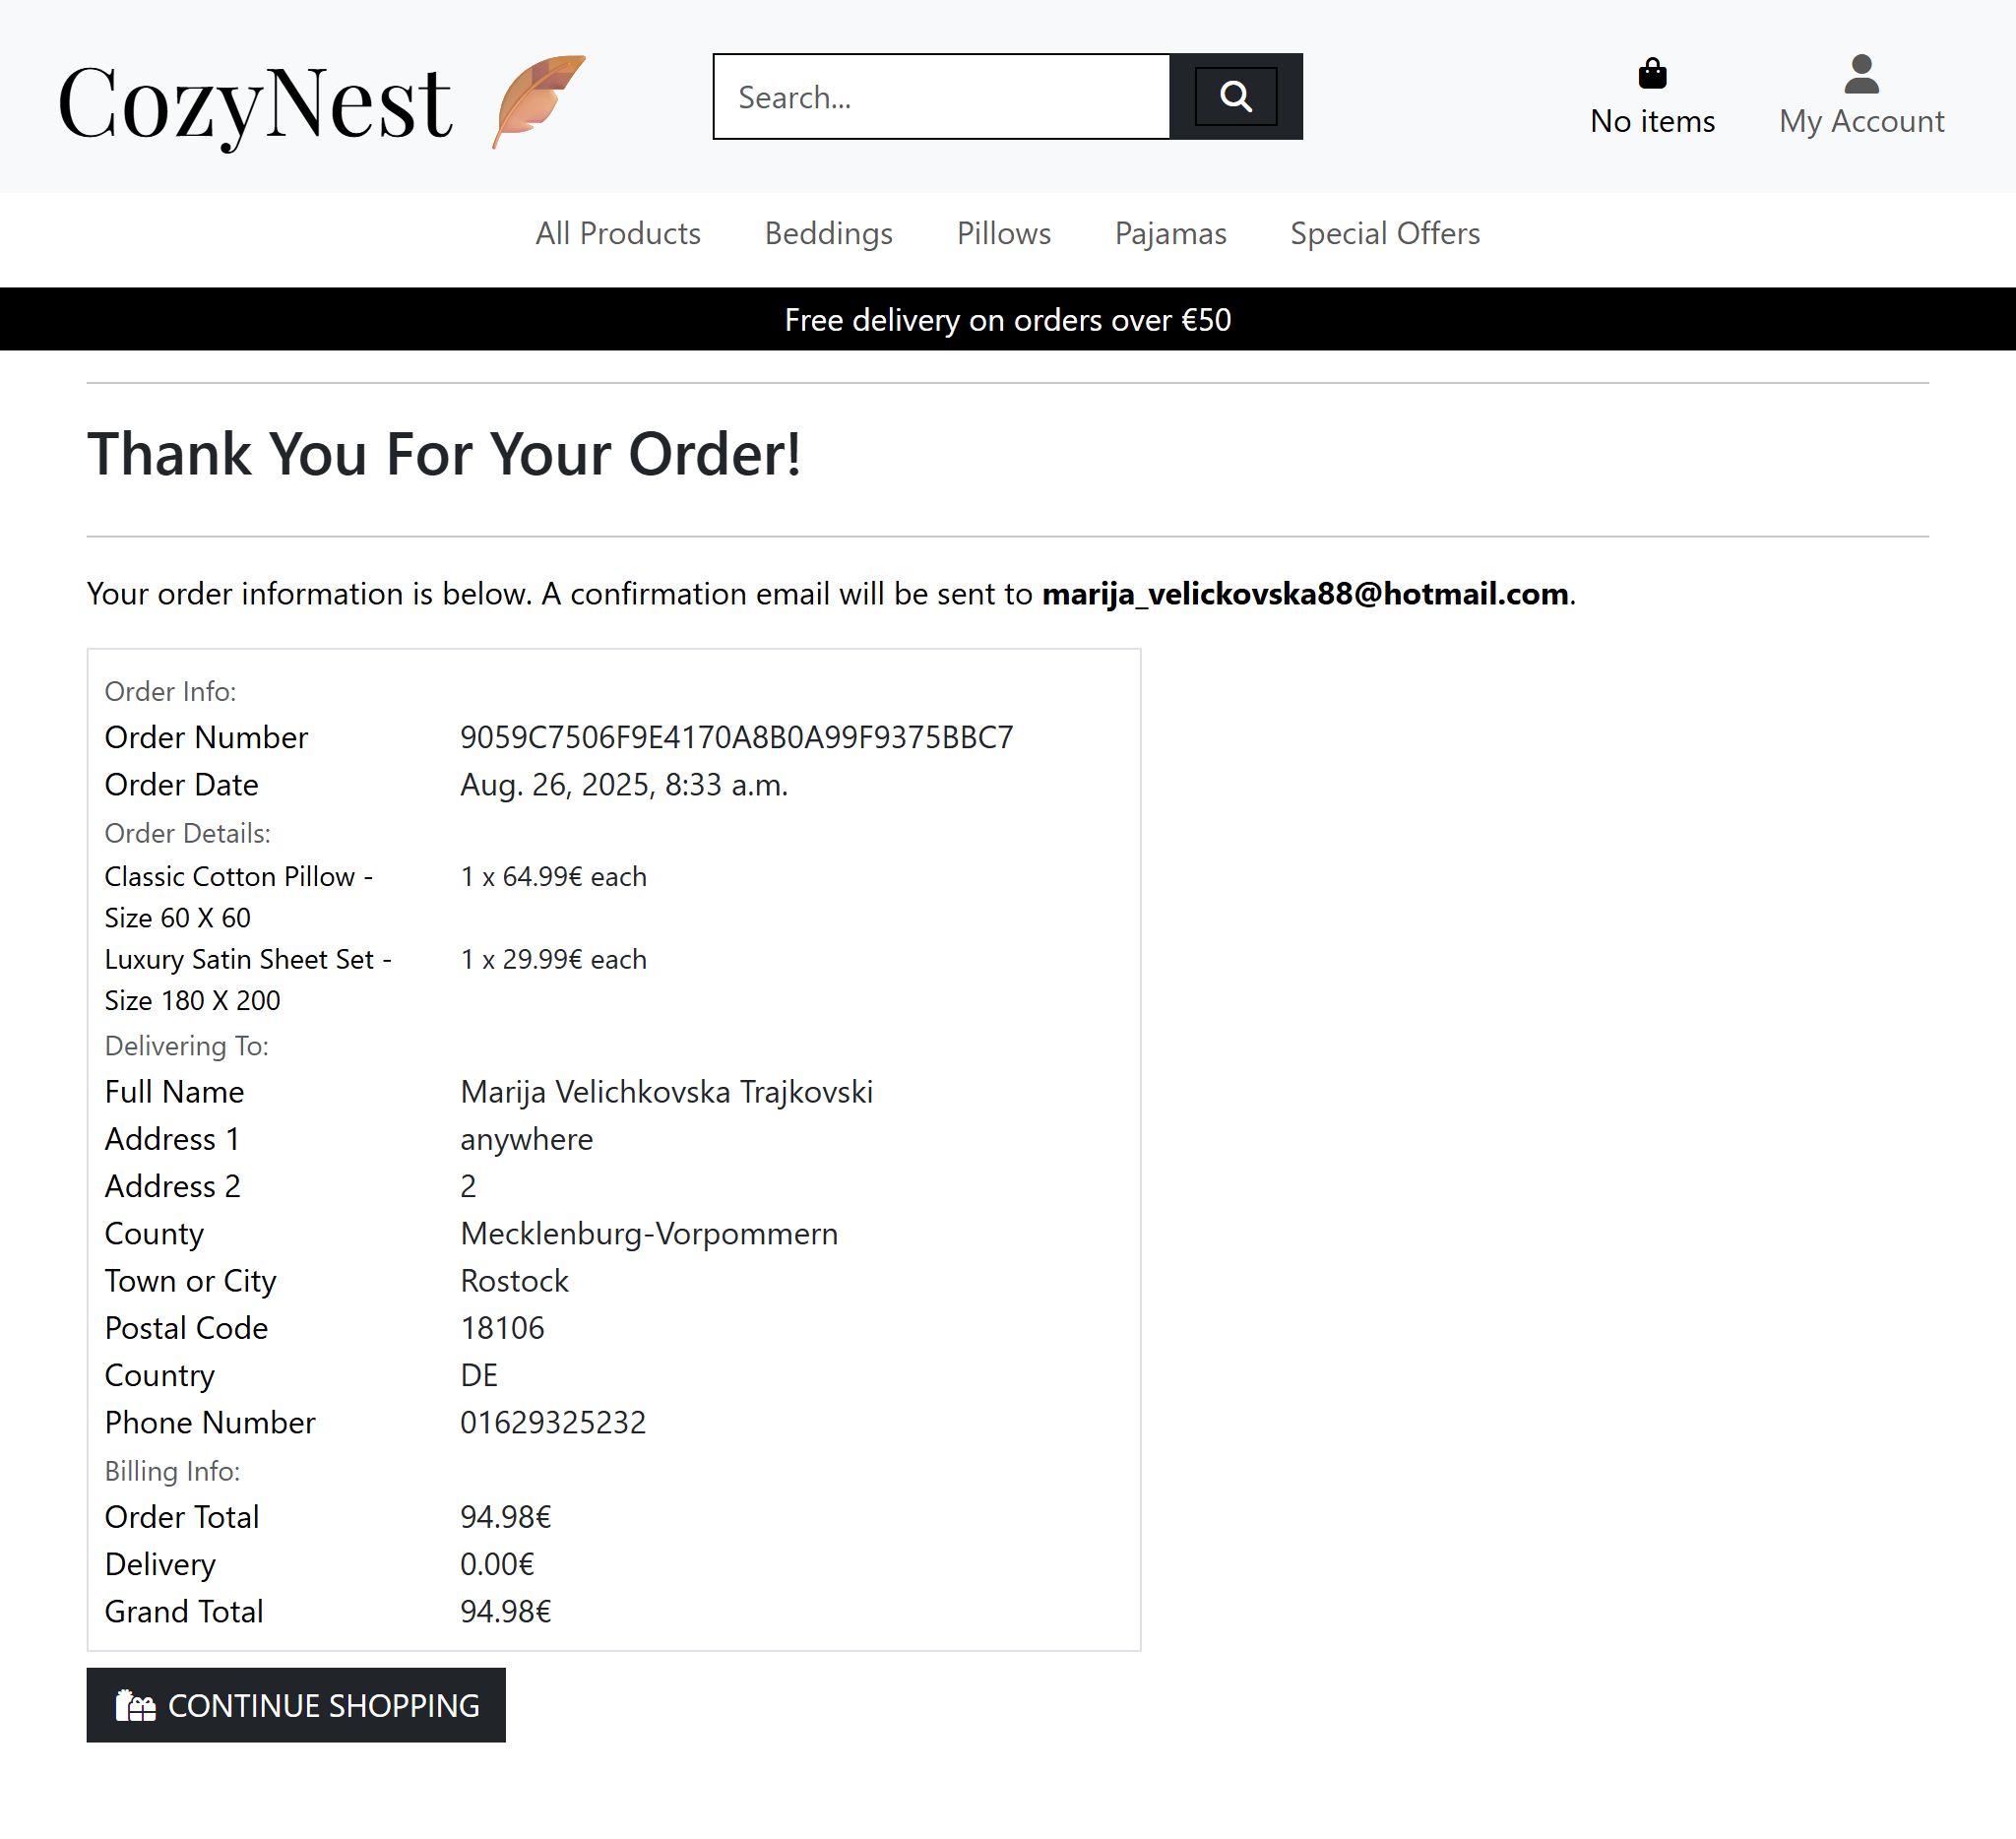 CozyNest
Search...
No items
My Account
All Products Beddings Pillows Pajamas Special Offers
Free delivery on orders over €50
Thank You For Your Order!
Your order information is below. A confirmation email will be sent to marija_velickovska88@hotmail.com.
Order Info:
Order Number 9059C7506F9E4170A8B0A99F9375BBC7
Order Date Aug. 26, 2025, 8:33 a.m.
Order Details:
Classic Cotton Pillow - 1 x 64.99€ each
Size 60 X 60
Luxury Satin Sheet Set - 1 x 29.99€ each
Size 180 X 200
Delivering To:
Full Name Marija Velichkovska Trajkovski
Address 1 anywhere
Address 2 2
County Mecklenburg-Vorpommern
Town or City Rostock
Postal Code 18106
Country DE
Phone Number 01629325232
Billing Info:
Order Total 94.98€
Delivery 0.00€
Grand Total 94.98€
CONTINUE SHOPPING